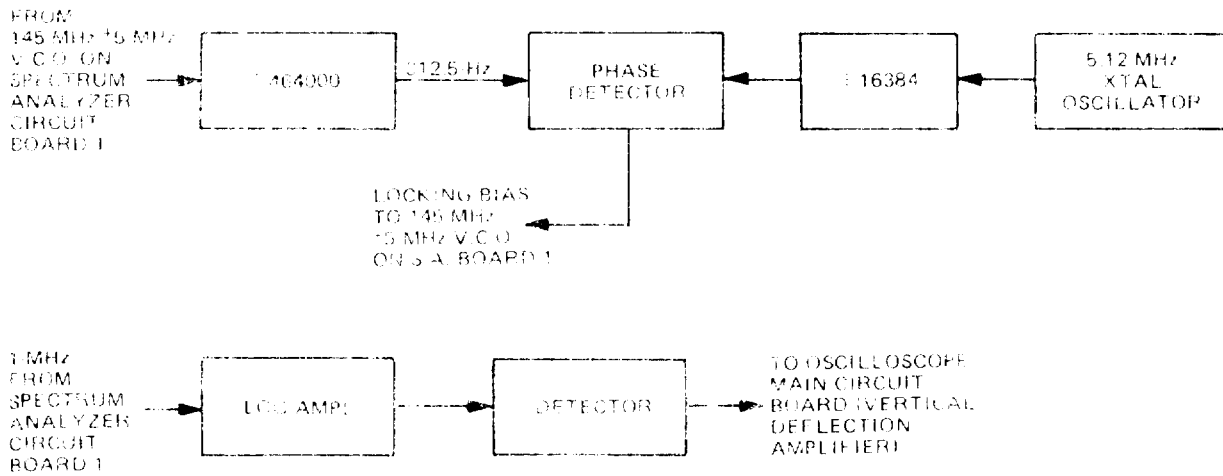 FROM
145 MHz ±5 MHz
V.C.O. ON
SPECTRUM
ANALYZER
CIRCUIT
BOARD 1
464000
312.5-Hz
PHASE
DETECTOR
16384
5.12 MHz
XTAL
OSCILLATOR
LOCKING BIAS
TO 145 MHz
±5 MHz V.C.O.
ON S.A. BOARD 1
1-MHz
FROM
SPECTRUM
ANALYZER
CIRCUIT
BOARD 1
LOG AMPL
DETECTOR
TO OSCILLOSCOPE
MAIN CIRCUIT
BOARD (VERTICAL
DEFLECTION
AMPLIFIER)